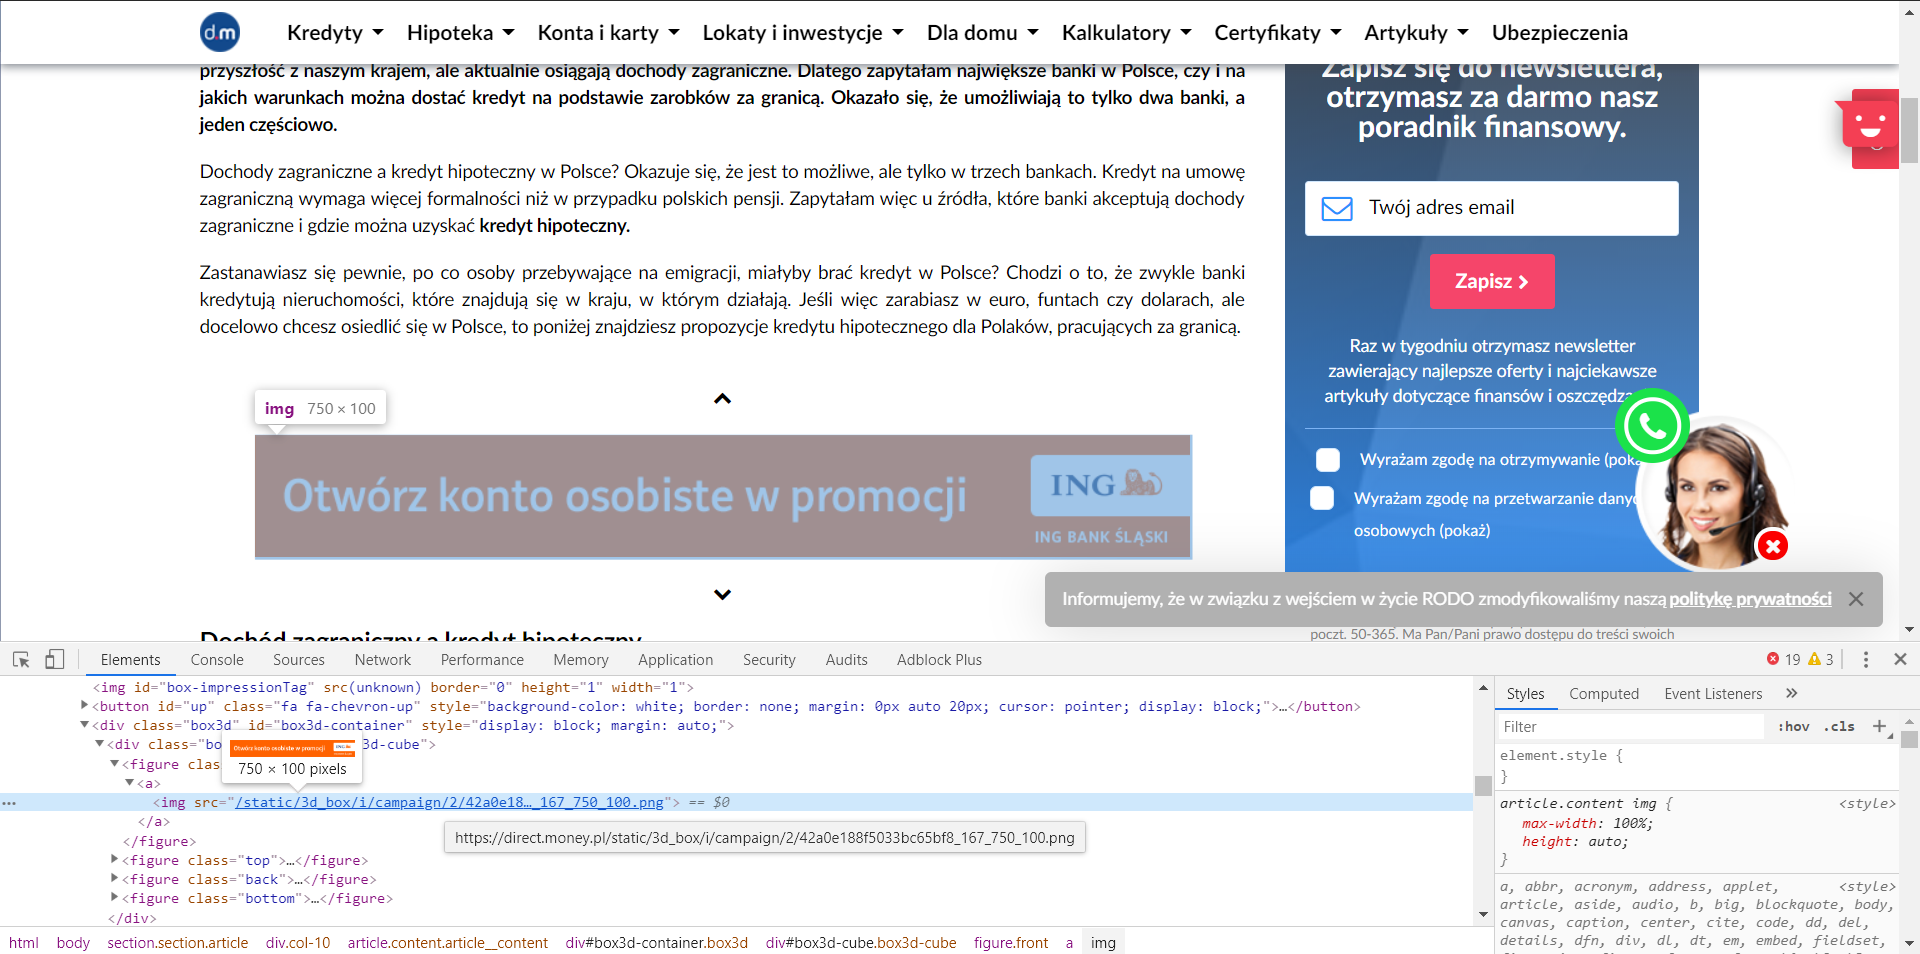 d.m
Kredyty
Hipoteka
Konta i karty
Lokaty i inwestycje
Dla domu
Kalkulatory
Certyfikaty
Artykuły
Ubezpieczenia
przyszłość z naszym krajem, ale aktualnie osiągają dochody zagraniczne. Dlatego zapytałam największe banki w Polsce, czy i na
jakich warunkach można dostać kredyt na podstawie zarobków za granicą. Okazało się, że umożliwiają to tylko dwa banki, a
jeden częściowo.
Dochody zagraniczne a kredyt hipoteczny w Polsce? Okazuje się, że jest to możliwe, ale tylko w trzech bankach. Kredyt na umowę
zagraniczną wymaga więcej formalności niż w przypadku polskich pensji. Zapytałam więc u źródła, które banki akceptują dochody
zagraniczne i gdzie można uzyskać kredyt hipoteczny.
Zastanawiasz się pewnie, po co osoby przebywające na emigracji, miałyby brać kredyt w Polsce? Chodzi o to, że zwykle banki
kredytują nieruchomości, które znajdują się w kraju, w którym działają. Jeśli więc zarabiasz w euro, funtach czy dolarach, ale
docelowo chcesz osiedlić się w Polsce, to poniżej znajdziesz propozycje kredytu hipotecznego dla Polaków, pracujących za granicą.
img 750 × 100
Otwórz konto osobiste w promocji
ING
ING BANK ŚLĄSKI
Dochód zagraniczny a kredyt hipoteczny
Zapisz się do newslettera,
otrzymasz za darmo nasz
poradnik finansowy.
Twój adres email
Zapisz
Raz w tygodniu otrzymasz newsletter
zawierający najlepsze oferty i najciekawsze
artykuły dotyczące finansów i oszczędza
Wyrażam zgodę na otrzymywanie (poka
Wyrażam zgodę na przetwarzanie danyc
osobowych (pokaż)
Informujemy, że w związku z wejściem w życie RODO zmodyfikowaliśmy naszą politykę prywatności
poczt. 50-365. Ma Pan/Pani prawo dostępu do treści swoich
Elements Console Sources Network Performance Memory Application Security Audits Adblock Plus
19 3
<img id="box-impressionTag" src(unknown) border="0" height="1" width="1">
<button id="up" class="fa fa-chevron-up" style="background-color: white; border: none; margin: 0px auto 20px; cursor: pointer; display: block;">…</button>
<div class="box3d" id="box3d-container" style="display: block; margin: auto;">
<div class="bo 3d-cube">
Otwórz konto osobiste w promocji ING
<figure clas
750 × 100 pixels
<a>
<img src="/static/3d_box/i/campaign/2/42a0e18…_167_750_100.png"> == $0
</a>
https://direct.money.pl/static/3d_box/i/campaign/2/42a0e188f5033bc65bf8_167_750_100.png
</figure>
<figure class="top">…</figure>
<figure class="back">…</figure>
<figure class="bottom">…</figure>
</div>
html body section.section.article div.col-10 article.content.article__content div#box3d-container.box3d div#box3d-cube.box3d-cube figure.front a img
Styles Computed Event Listeners »
Filter :hov .cls +
element.style {
}
article.content img { <style>
max-width: 100%;
height: auto;
}
a, abbr, acronym, address, applet, <style>
article, aside, audio, b, big, blockquote, body,
canvas, caption, center, cite, code, dd, del,
details, dfn, div, dl, dt, em, embed, fieldset,